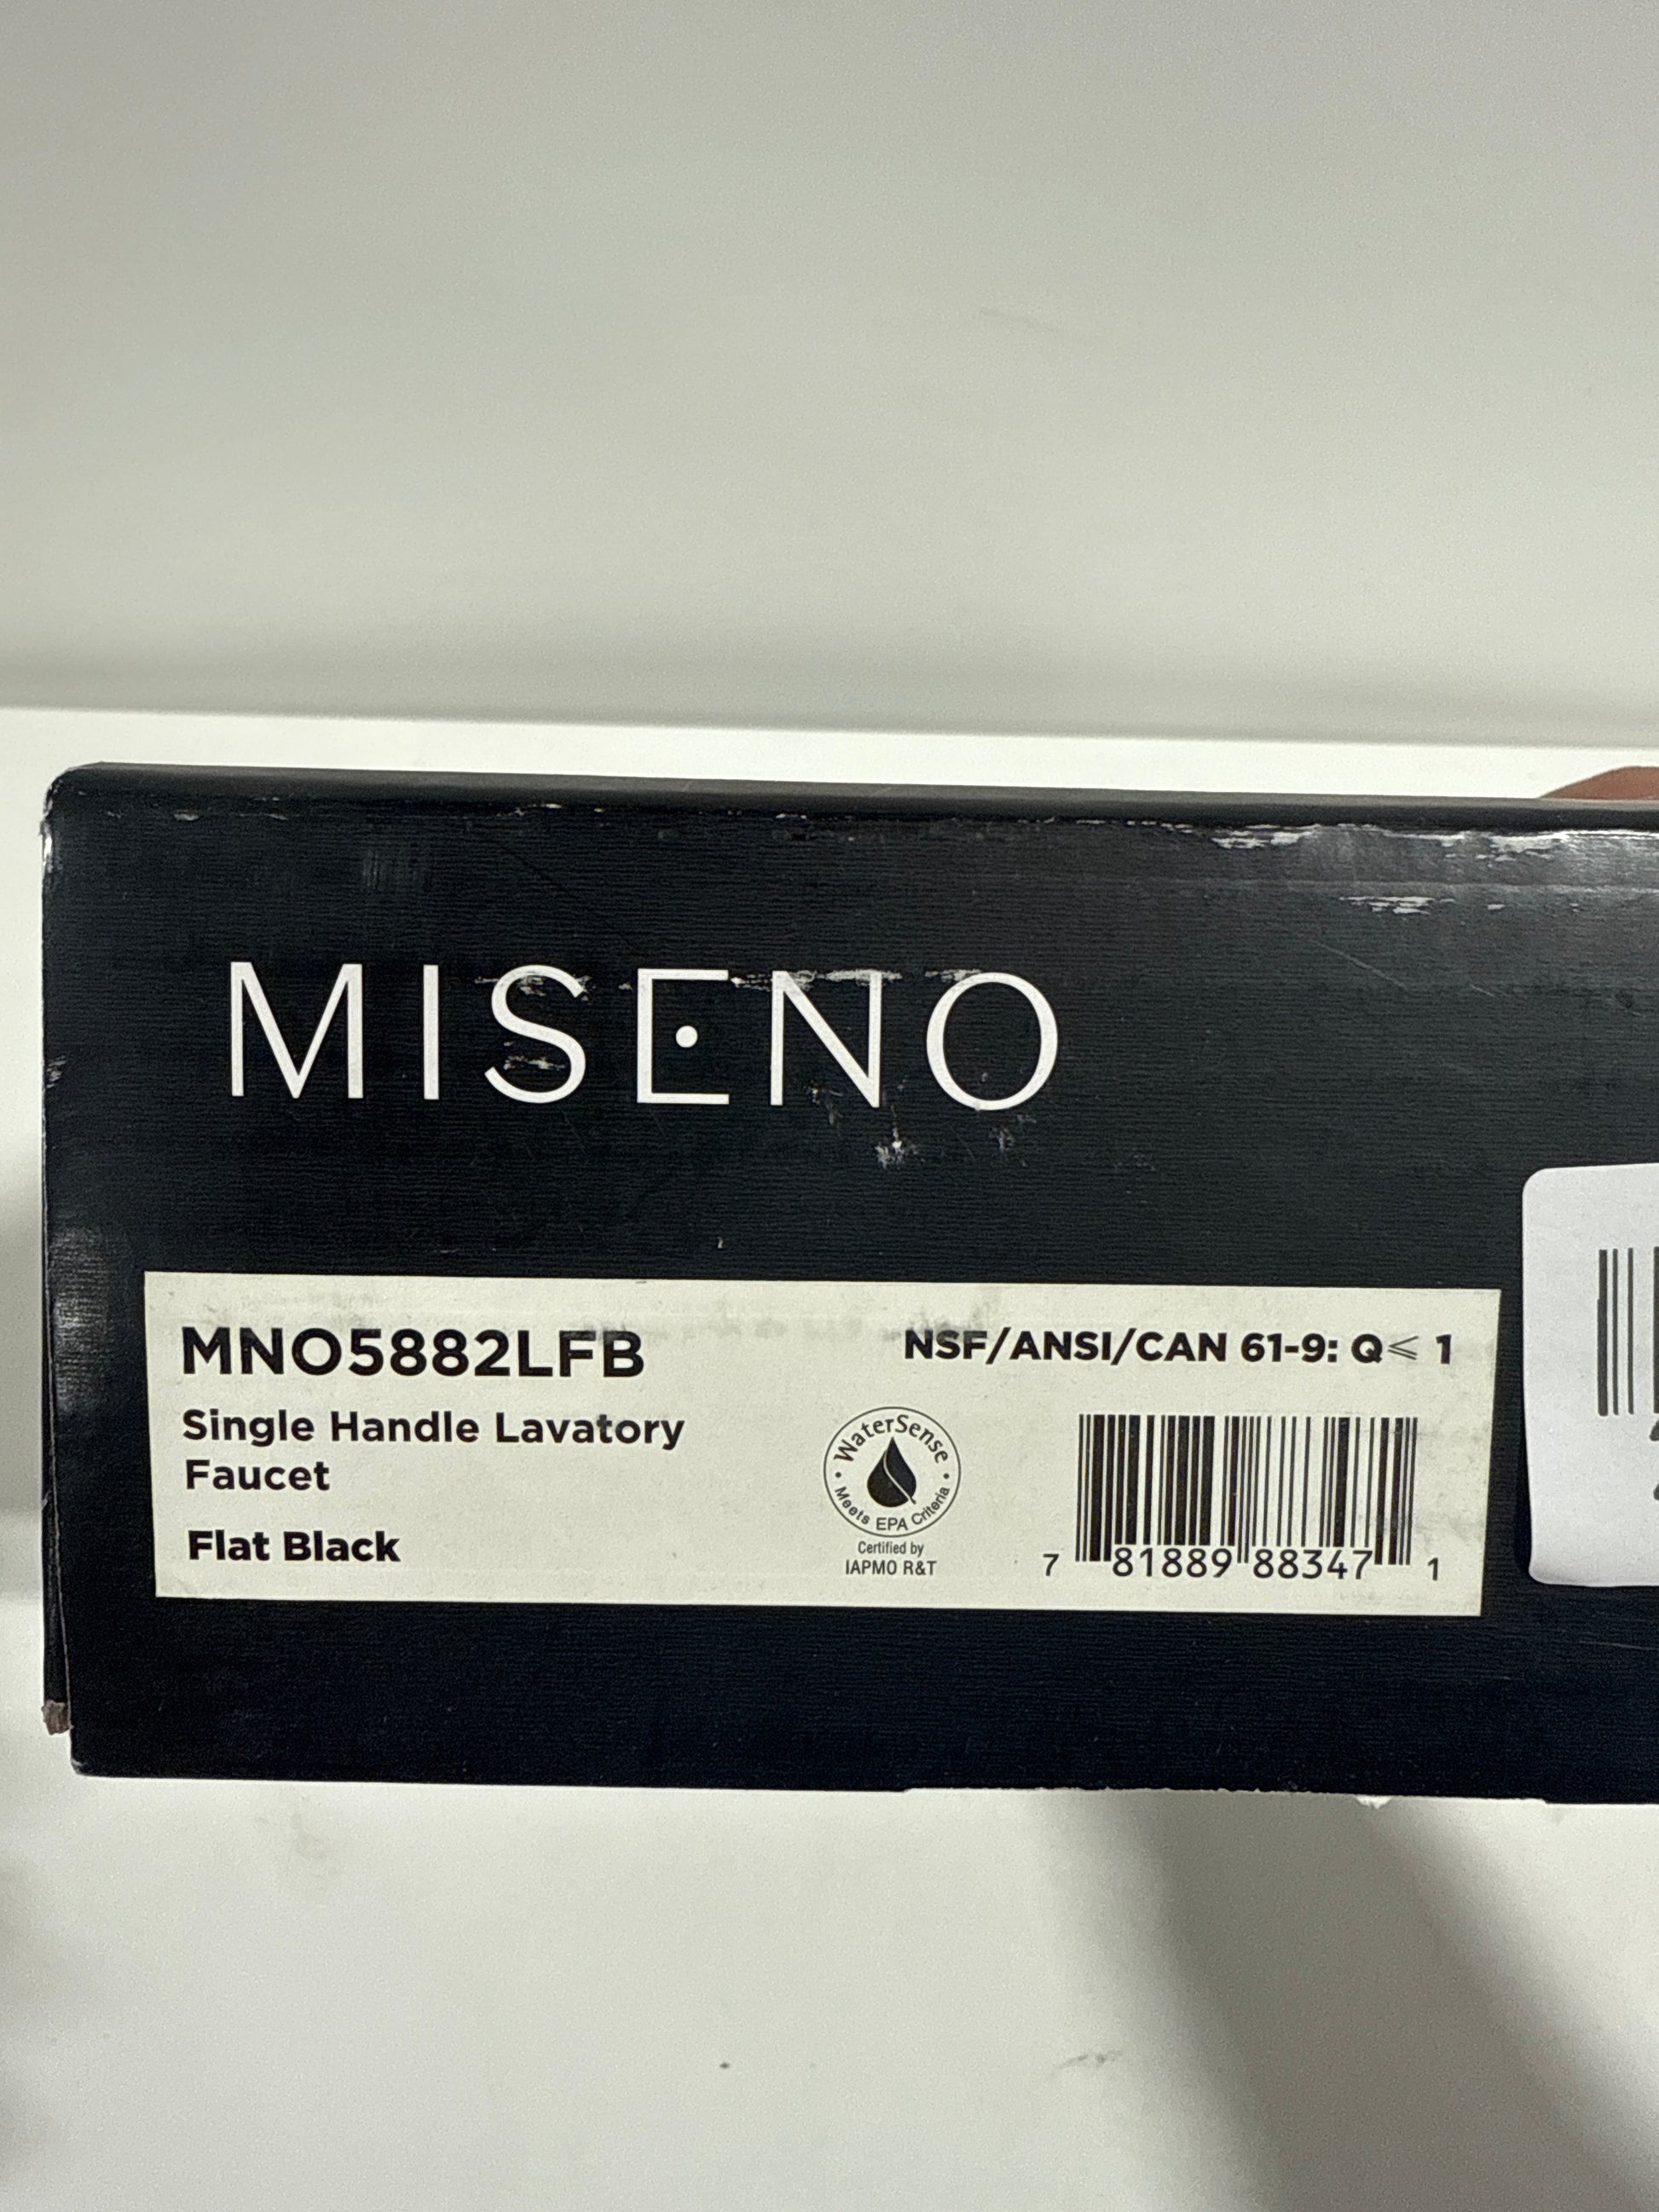 MISENO
MNO5882LFB
Single Handle Lavatory
Faucet
Flat Black
NSF/ANSI/CAN 61-9: Q⩽ 1
WaterSense
Meets EPA Criteria
Certified by
IAPMO R&T
7 81889 88347 1